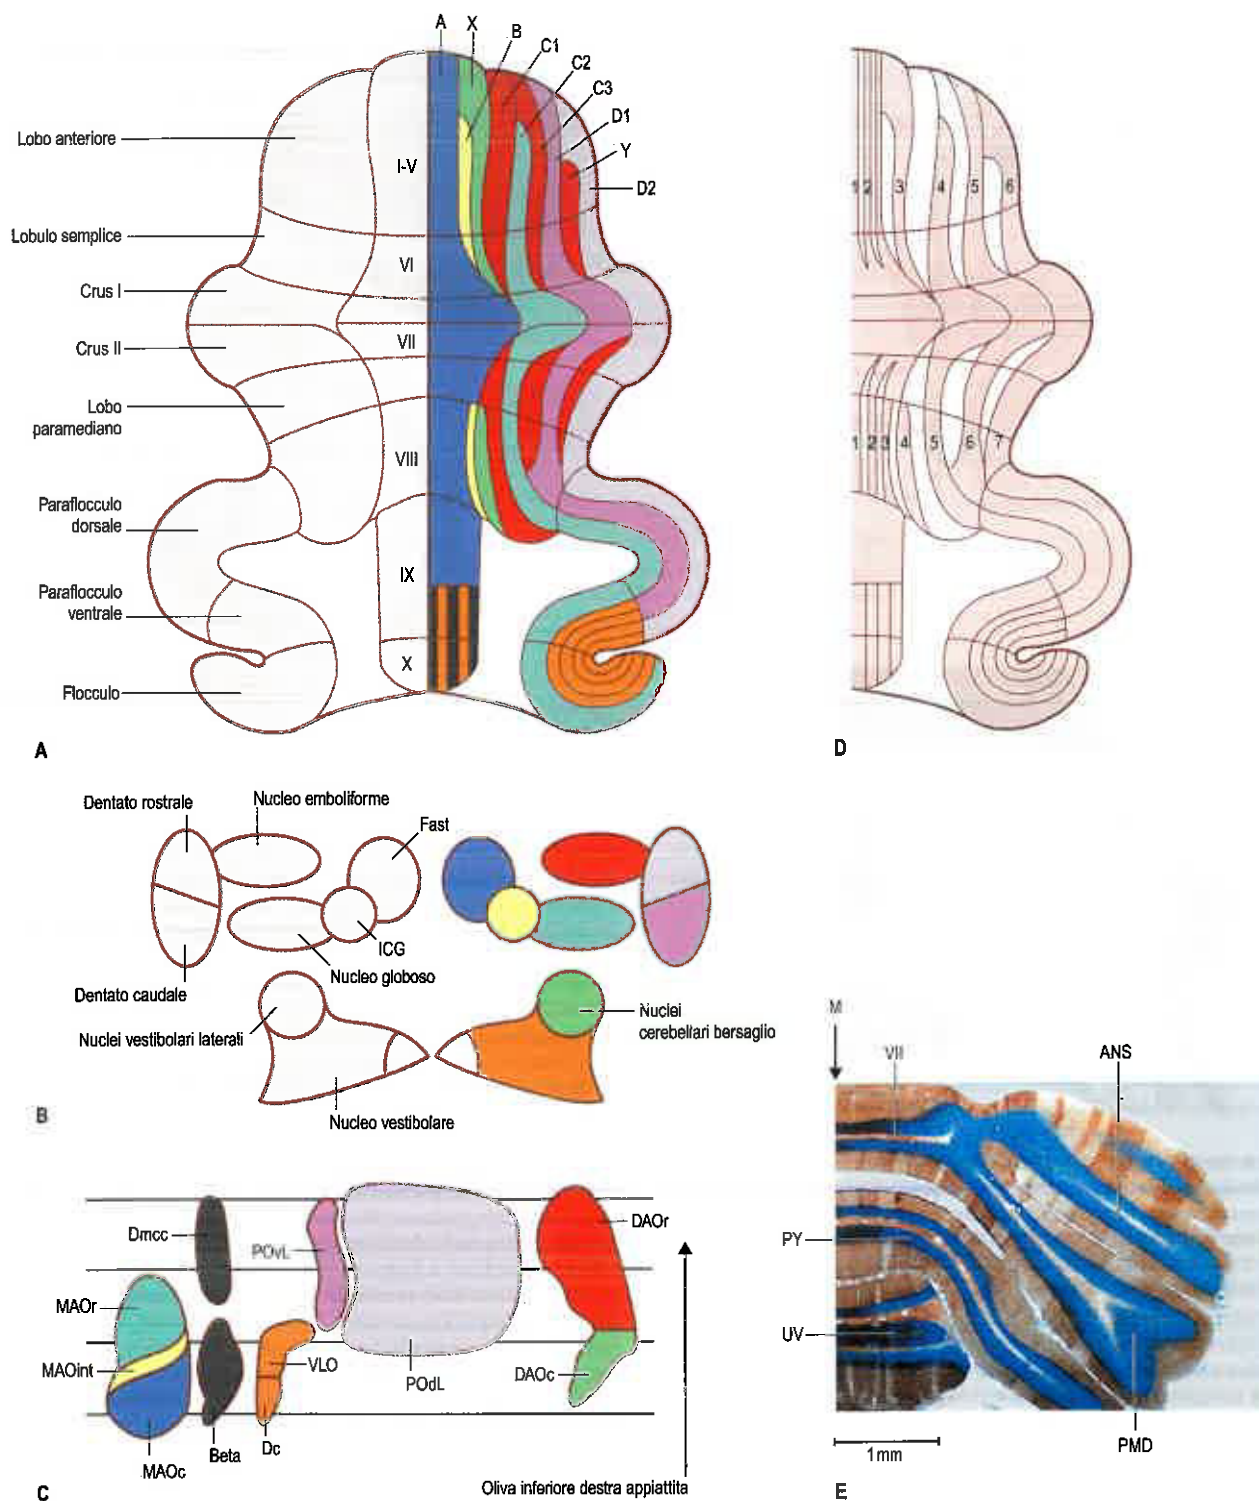 A
X
B
C1
C2
C3
D1
Y
D2
Lobo anteriore
Lobulo semplice
Crus I
Crus II
Lobo
paramediano
Paraflocculo
dorsale
Paraflocculo
ventrale
Flocculo
I-V
VI
VII
VIII
IX
X
A
1 2 3 4 5 6
1 2 3 4 5 6 7
D
Dentato rostrale
Nucleo emboliforme
Fast
ICG
Nucleo globoso
Dentato caudale
Nuclei vestibolari laterati
Nucleo vestibolare
Nuclei
cerebellari bersaglio
B
Dmcc
POvL
DAOr
MAOr
MAOint
VLO
POdL
DAOc
MAOc
Beta
Dc
Oliva inferiore destra appiattita
C
M
VII
ANS
PY
UV
PMD
1mm
E